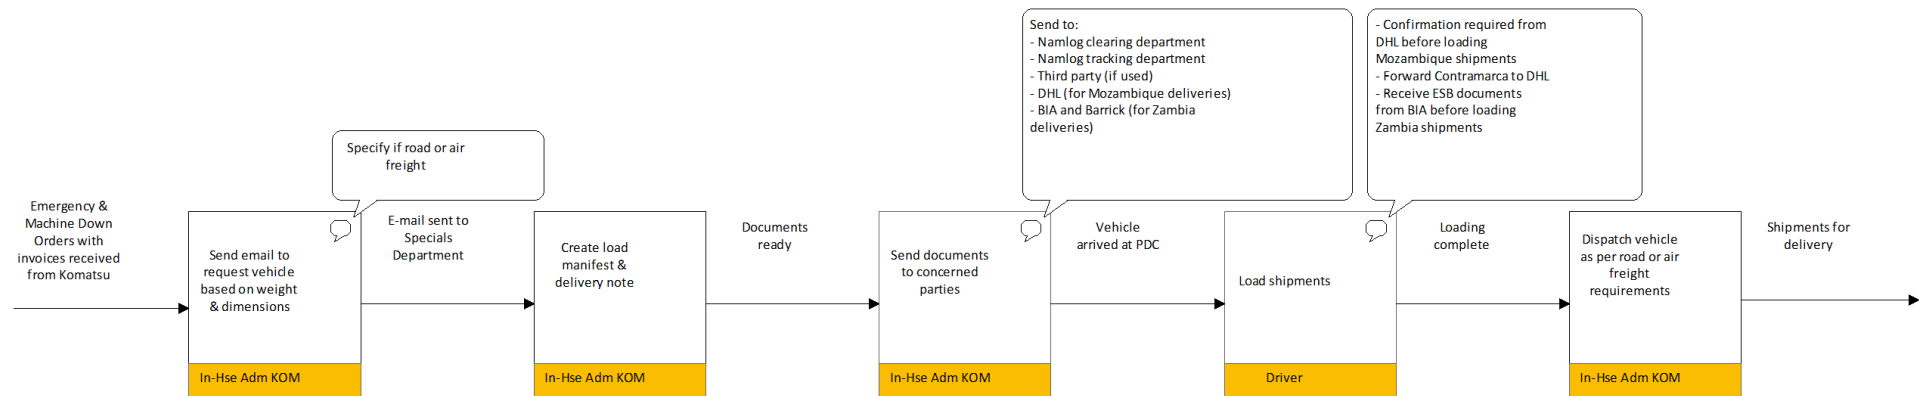 Emergency &
Machine Down
Orders with
invoices received
from Komatsu
Send email to
request vehicle
based on weight
& dimensions
In-Hse Adm KOM
Specify if road or air
freight
E-mail sent to
Specials
Department
Create load
manifest &
delivery note
In-Hse Adm KOM
Documents
ready
Send documents
to concerned
parties
In-Hse Adm KOM
Send to:
- Namlog clearing department
- Namlog tracking department
- Third party (if used)
- DHL (for Mozambique deliveries)
- BIA and Barrick (for Zambia
deliveries)
Vehicle
arrived at PDC
Load shipments
Driver
- Confirmation required from
DHL before loading
Mozambique shipments
- Forward Contramarca to DHL
- Receive ESB documents
from BIA before loading
Zambia shipments
Loading
complete
Dispatch vehicle
as per road or air
freight
requirements
In-Hse Adm KOM
Shipments for
delivery